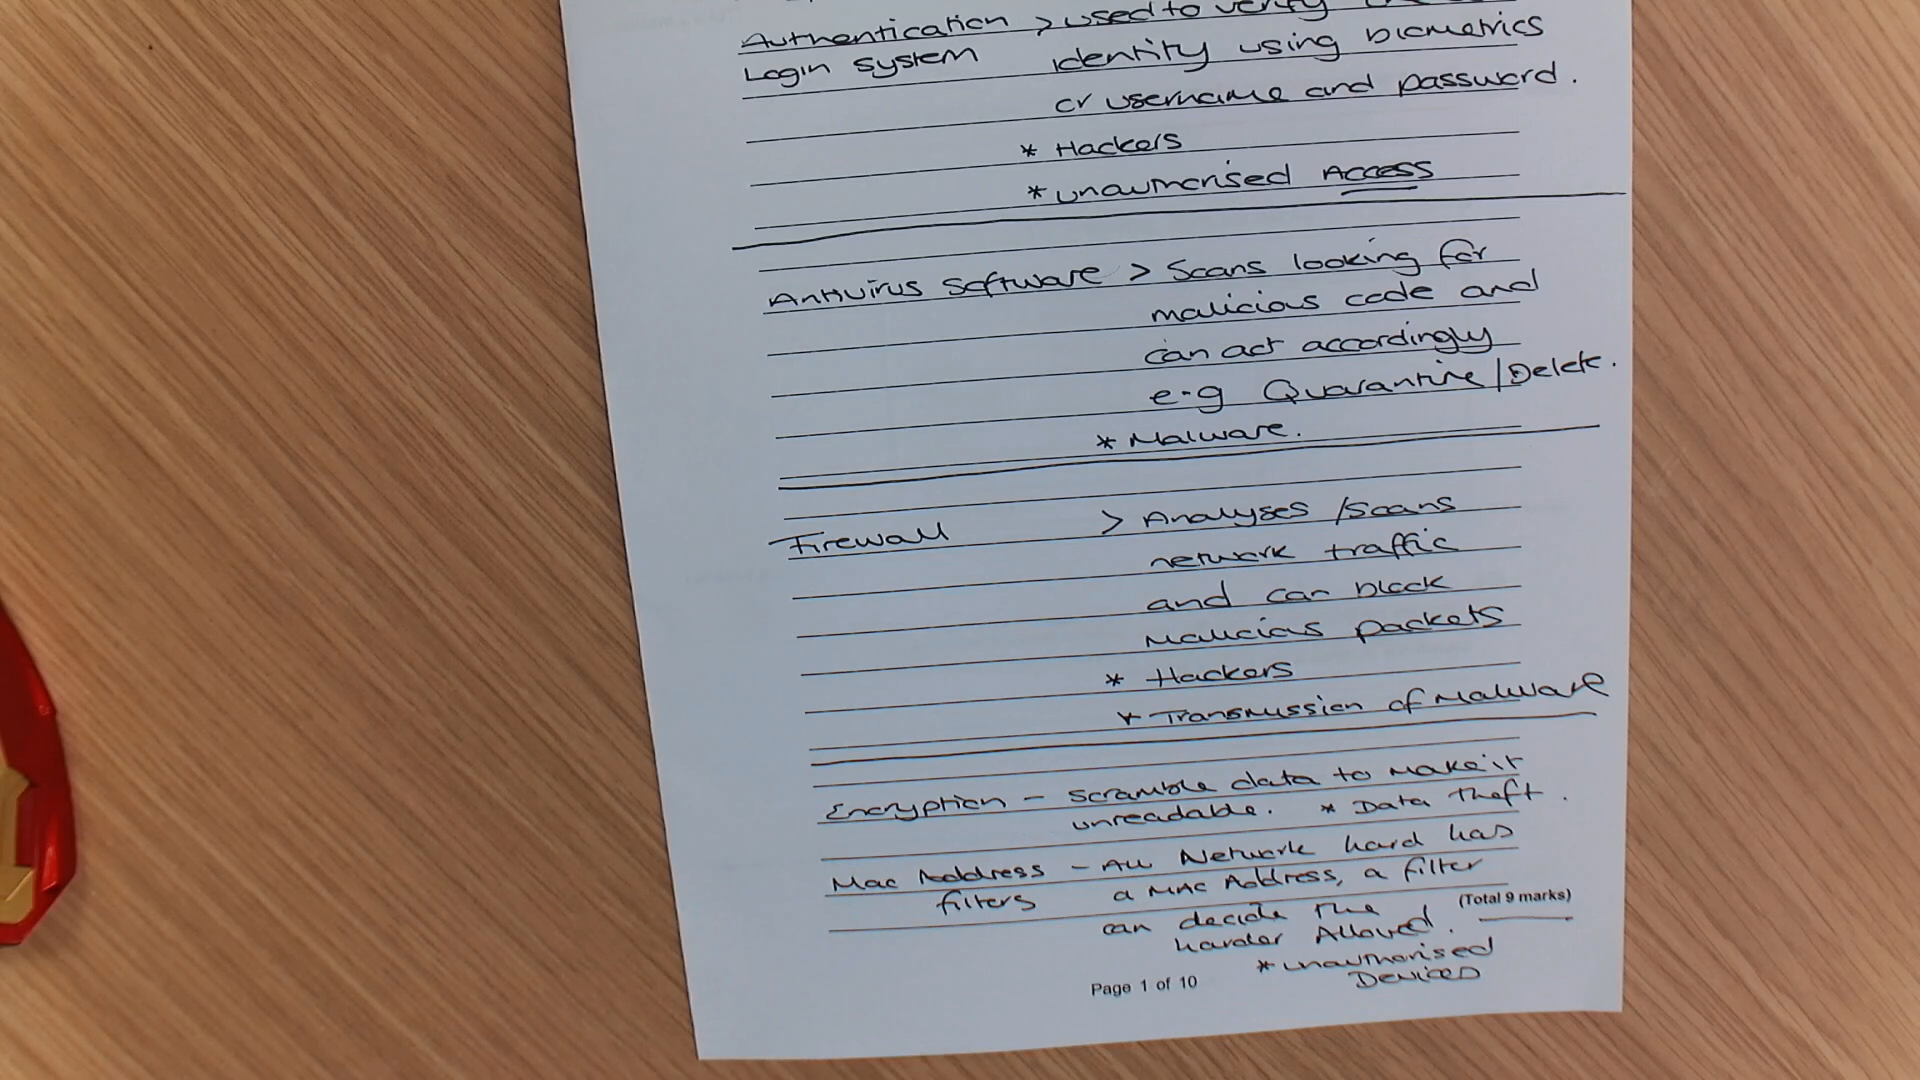 Authentication > used to verify
Login system identity using biometrics
or username and password.
* Hackers
* unauthorised Access
Antivirus Software > Scans looking for
malicious code and
can act accordingly
e-g Quarantine/Delete.
* Malware.
Firewall > Analyses /Scans
network traffic
and can block
malicious packets
* Hackers
* Transmission of Malware
Encryption - scramble data to make it
unreadable. * Data theft.
Mac Address - All Network hard has
filters a MAC Address, a filter
(Total 9 marks)
can decide the
harder Allowed.
* unauthorised
Devices
Page 1 of 10